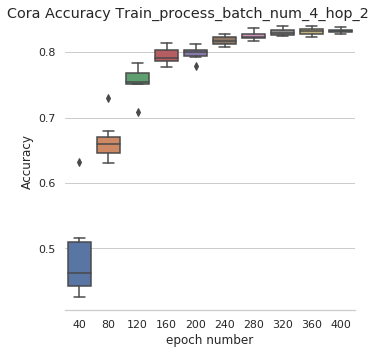 Cora Accuracy Train_process_batch_num_4_hop_2
0.8
0.7
0.6
0.5
Accuracy
40 80 120 160 200 240 280 320 360 400
epoch number